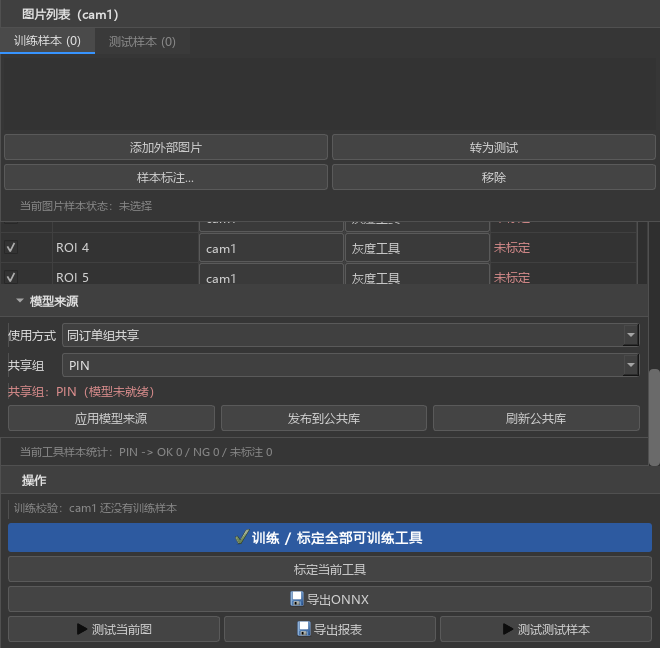 图片列表（cam1）
训练样本 (0) 测试样本 (0)
添加外部图片 转为测试
样本标注... 移除
当前图片样本状态：未选择
ROI 4 cam1 灰度工具 未标定
ROI 5 cam1 灰度工具 未标定
模型来源
使用方式 同订单组共享
共享组 PIN
共享组：PIN（模型未就绪）
应用模型来源 发布到公共库 刷新公共库
当前工具样本统计：PIN -> OK 0 / NG 0 / 未标注 0
操作
训练校验：cam1 还没有训练样本
训练 / 标定全部可训练工具
标定当前工具
导出ONNX
测试当前图 导出报表 测试测试样本